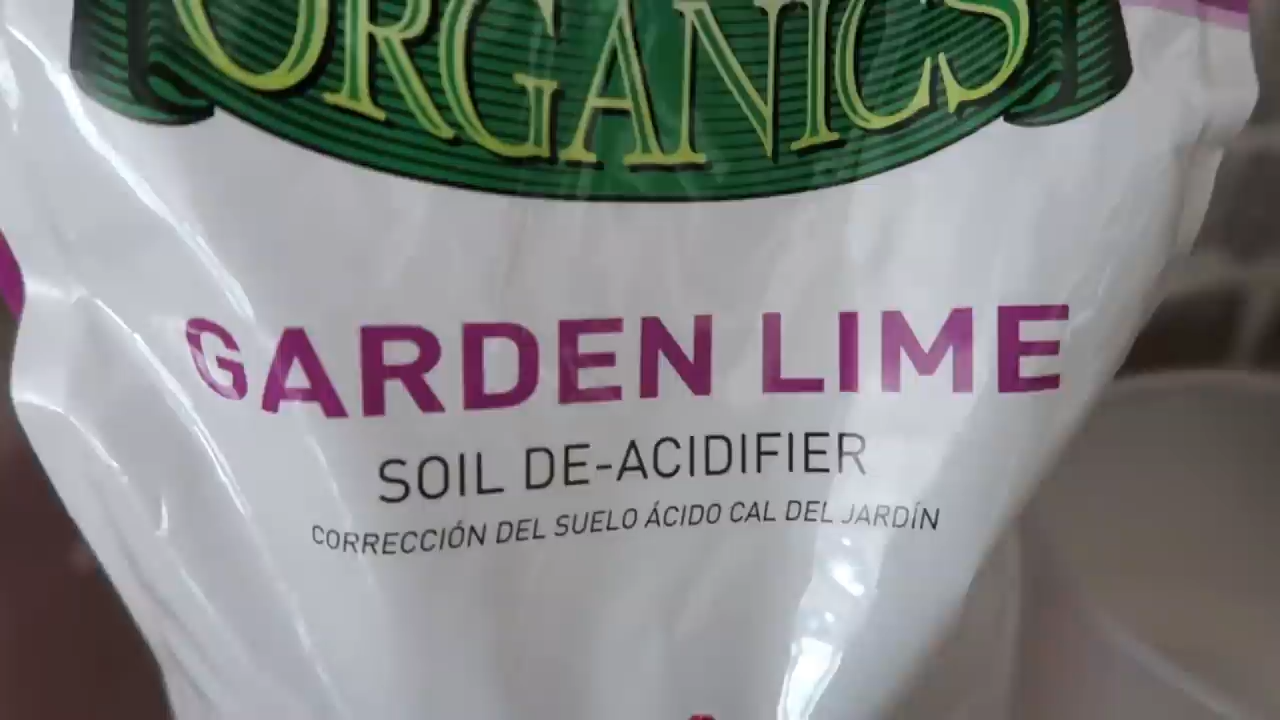 ORGANICS
GARDEN LIME
SOIL DE-ACIDIFIER
CORRECCIÓN DEL SUELO ÁCIDO CAL DEL JARDÍN